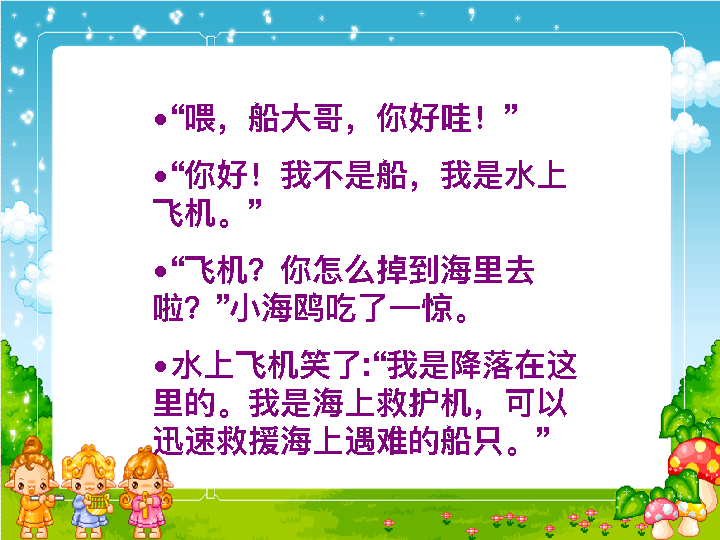 •“喂，船大哥，你好哇！”
•“你好！我不是船，我是水上
飞机。”
•“飞机？你怎么掉到海里去
啦？”小海鸥吃了一惊。
•水上飞机笑了:“我是降落在这
里的。我是海上救护机，可以
迅速救援海上遇难的船只。”